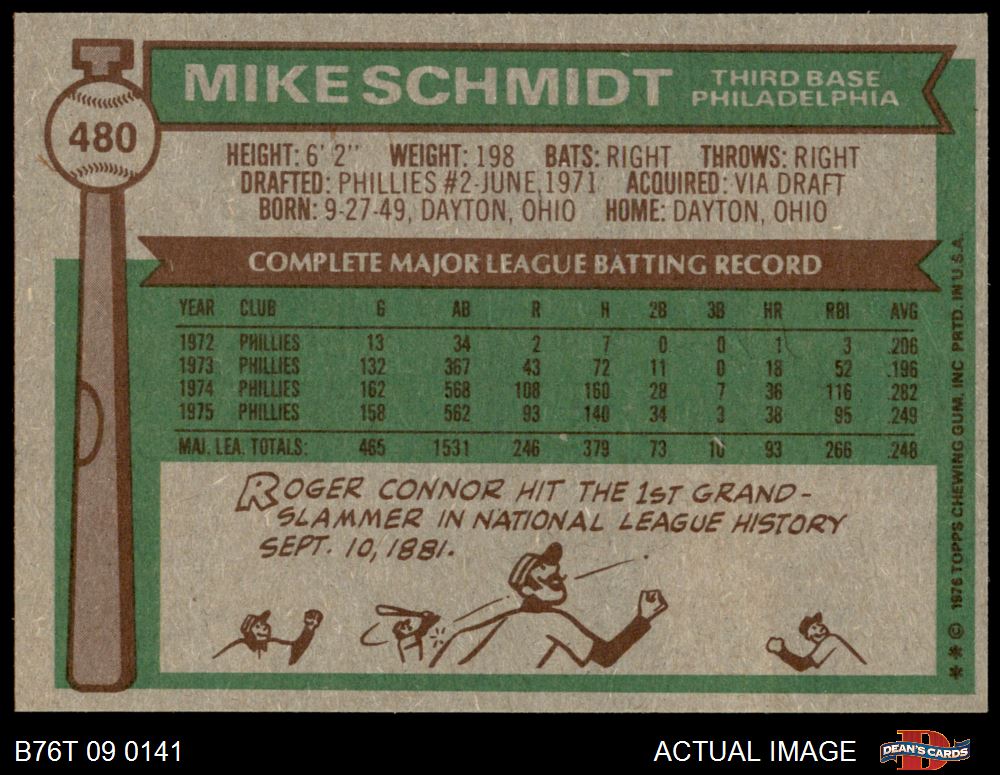 480
MIKE SCHMIDT
THIRD BASE
PHILADELPHIA
HEIGHT: 6' 2" WEIGHT: 198 BATS: RIGHT THROWS: RIGHT
DRAFTED: PHILLIES #2-JUNE, 1971 ACQUIRED: VIA DRAFT
BORN: 9-27-49, DAYTON, OHIO HOME: DAYTON, OHIO
COMPLETE MAJOR LEAGUE BATTING RECORD
YEAR CLUB G AB R H 2B 3B HR RBI AVG
1972 PHILLIES 13 34 2 7 0 0 1 3 .206
1973 PHILLIES 132 367 43 72 11 0 18 52 .196
1974 PHILLIES 162 568 108 160 28 7 36 116 .282
1975 PHILLIES 158 562 93 140 34 3 38 95 .249
MAJ. LEA. TOTALS: 465 1531 246 379 73 10 93 266 .248
ROGER CONNOR HIT THE 1ST GRAND-
SLAMMER IN NATIONAL LEAGUE HISTORY
SEPT. 10, 1881.
* * © 1976 TOPPS CHEWING GUM, INC. PRTD. IN U.S.A.
B76T 09 0141
ACTUAL IMAGE
D
DEAN'S CARDS